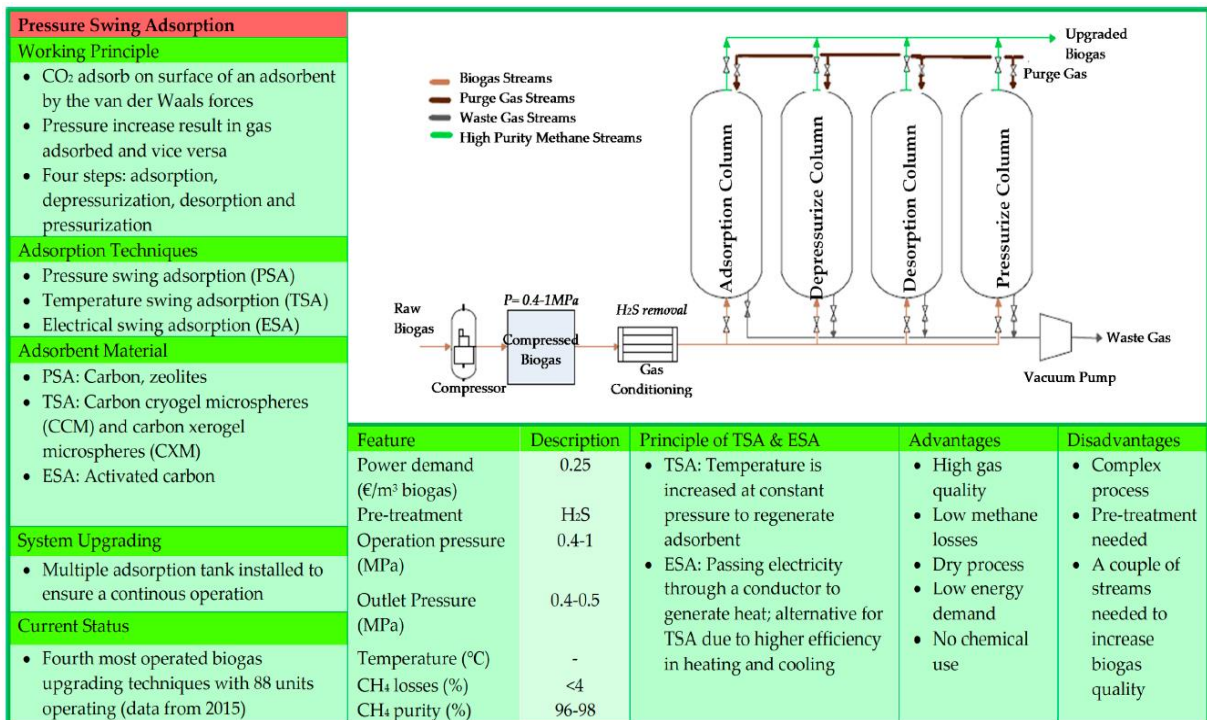 Pressure Swing Adsorption
Working Principle
• CO₂ adsorb on surface of an adsorbent
by the van der Waals forces
• Pressure increase result in gas
adsorbed and vice versa
• Four steps: adsorption,
depressurization, desorption and
pressurization
Adsorption Techniques
• Pressure swing adsorption (PSA)
• Temperature swing adsorption (TSA)
• Electrical swing adsorption (ESA)
Adsorbent Material
• PSA: Carbon, zeolites
• TSA: Carbon cryogel microspheres
(CCM) and carbon xerogel
microspheres (CXM)
• ESA: Activated carbon
System Upgrading
• Multiple adsorption tank installed to
ensure a continous operation
Current Status
• Fourth most operated biogas
upgrading techniques with 88 units
operating (data from 2015)
Biogas Streams
Purge Gas Streams
Waste Gas Streams
High Purity Methane Streams
Upgraded
Biogas
Purge Gas
Adsorption Column
Depressurize Column
Desorption Column
Pressurize Column
Raw
Biogas
Compressor
P= 0.4-1MPa
Compressed
Biogas
H₂S removal
Gas
Conditioning
Vacuum Pump
Waste Gas
Feature Description
Power demand 0.25
(€/m³ biogas)
Pre-treatment H₂S
Operation pressure 0.4-1
(MPa)
Outlet Pressure 0.4-0.5
(MPa)
Temperature (°C) -
CH₄ losses (%) <4
CH₄ purity (%) 96-98
Principle of TSA & ESA
• TSA: Temperature is
increased at constant
pressure to regenerate
adsorbent
• ESA: Passing electricity
through a conductor to
generate heat; alternative for
TSA due to higher efficiency
in heating and cooling
Advantages
• High gas
quality
• Low methane
losses
• Dry process
• Low energy
demand
• No chemical
use
Disadvantages
• Complex
process
• Pre-treatment
needed
• A couple of
streams
needed to
increase
biogas
quality